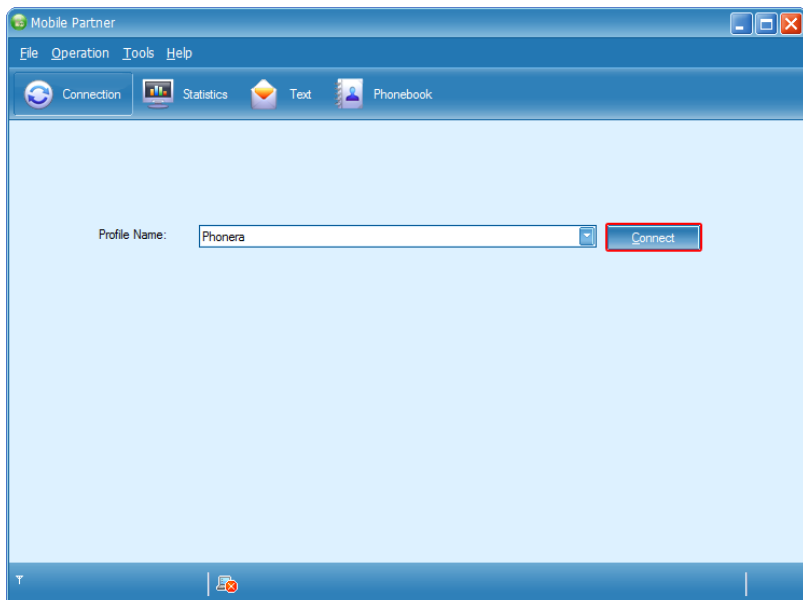 Mobile Partner
File Operation Tools Help
Connection Statistics Text Phonebook
Profile Name: Phonera Connect